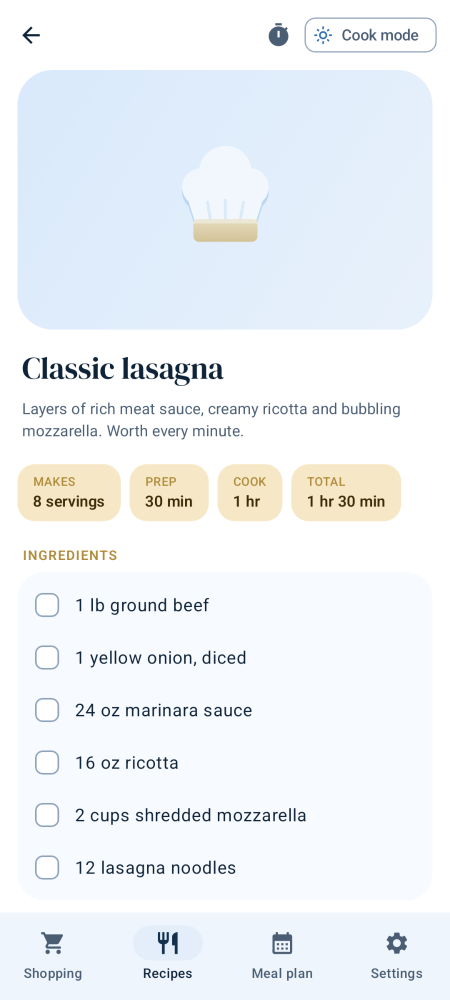 Cook mode
Classic lasagna
Layers of rich meat sauce, creamy ricotta and bubbling
mozzarella. Worth every minute.
MAKES
8 servings
PREP
30 min
COOK
1 hr
TOTAL
1 hr 30 min
INGREDIENTS
1 lb ground beef
1 yellow onion, diced
24 oz marinara sauce
16 oz ricotta
2 cups shredded mozzarella
12 lasagna noodles
Shopping
Recipes
Meal plan
Settings